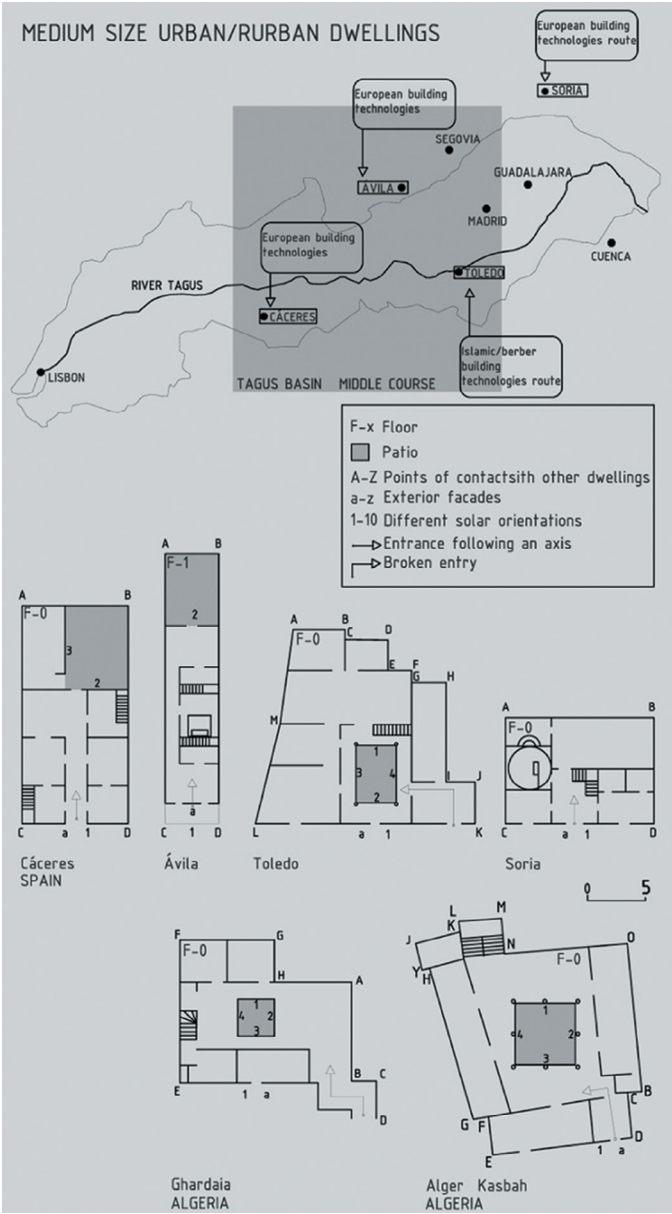 MEDIUM SIZE URBAN/RURBAN DWELLINGS
European building
technologies route
SORIA
European building
technologies
SEGOVIA
GUADALAJARA
ÁVILA
MADRID
European building
technologies
CUENCA
TOLEDO
RIVER TAGUS
CÁCERES
Islamic/berber
building
technologies route
LISBON
TAGUS BASIN MIDDLE COURSE
F-x Floor
Patio
A-Z Points of contactsith other dwellings
a-z Exterior facades
1-10 Different solar orientations
Entrance following an axis
Broken entry
A B
F-0
3
2
C a 1 D
Cáceres
SPAIN
A B
F-1
2
a
C 1 D
Ávila
A B
F-0
C D
E F
G H
M
1
3 4
2
I J
L a 1 K
Toledo
A B
F-0
C a 1 D
Soria
0 5
F G
F-0
H A
1
4 2
3
B C
E 1 a
D
Ghardaia
ALGERIA
L M
K
J N O
Y F-0
H
1
4 2
3
B
C
G F D
E 1 a
Alger Kasbah
ALGERIA